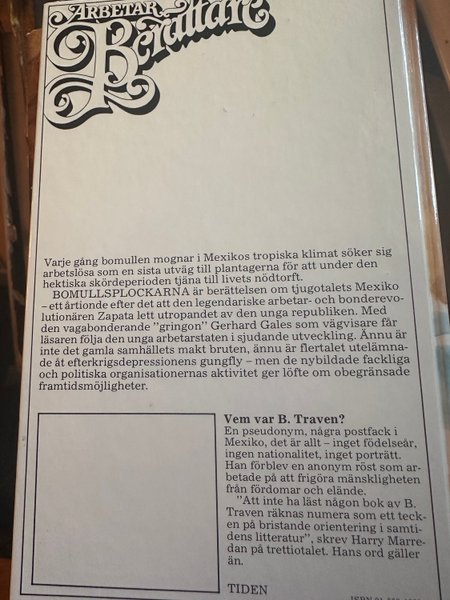 ARBETAR
Berättare
Varje gång bomullen mognar i Mexikos tropiska klimat söker sig
arbetslösa som en sista utväg till plantagerna för att under den
hektiska skördeperioden tjäna till livets nödtorft.
BOMULLSPLOCKARNA är berättelsen om tjugotalets Mexiko
– ett årtionde efter det att den legendariske arbetar- och bonderevo-
lutionären Zapata lett utropandet av den unga republiken. Med
den vagabonderande "gringon" Gerhard Gales som vägvisare får
läsaren följa den unga arbetarstaten i sjudande utveckling. Ännu är
inte det gamla samhällets makt bruten, ännu är flertalet utelänna-
de åt efterkrigsdepressionens gungfly – men de nybildade fackliga
och politiska organisationernas aktivitet ger löfte om obegränsade
framtidsmöjligheter.
Vem var B. Traven?
En pseudonym, några postfack i
Mexiko, det är allt – inget födelseår,
ingen nationalitet, inget porträtt.
Han förblev en anonym röst som ar-
betade på att frigöra mänskligheten
från fördomar och elände.
"Att inte ha läst någon bok av B.
Traven räknas numera som ett teck-
en på bristande orientering i samti-
dens litteratur", skrev Harry Marre-
dan på trettiotalet. Hans ord gäller
än.
TIDEN